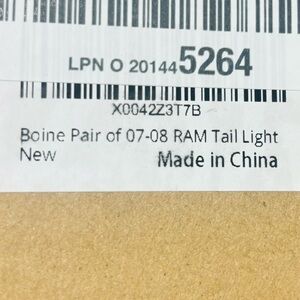 LPN O 201445264
X0042Z3T7B
Boine Pair of 07-08 RAM Tail Light
New Made in China